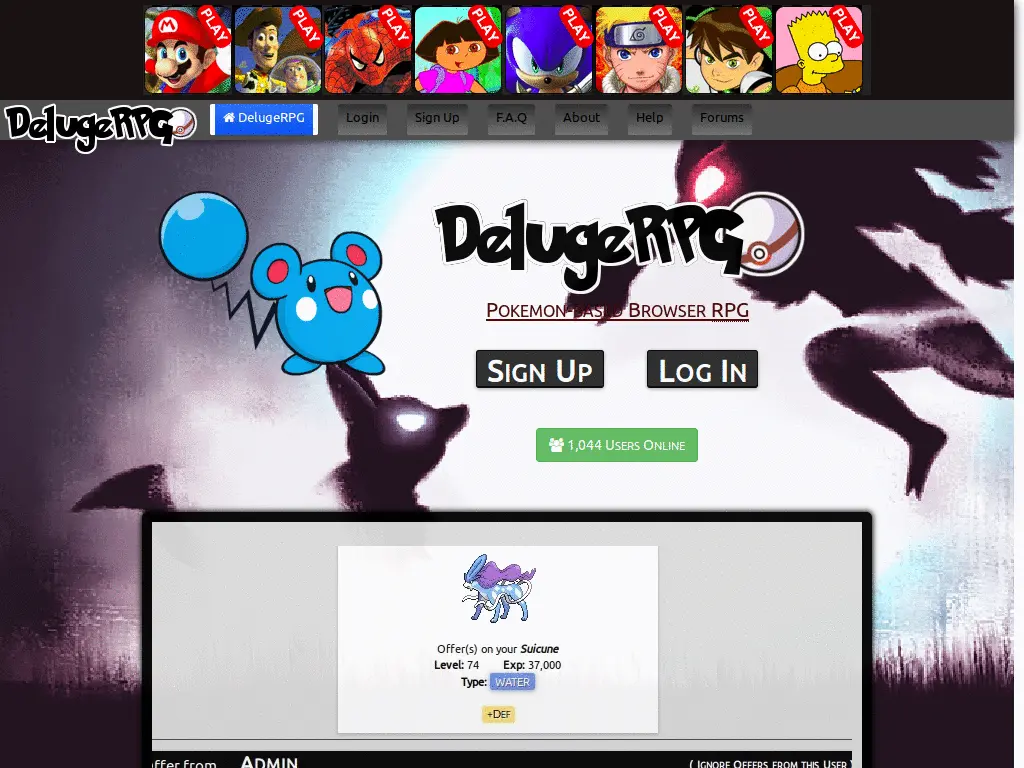 PLAY PLAY PLAY PLAY PLAY PLAY PLAY PLAY
M
DelugeRPG DelugeRPG Login Sign Up F.A.Q About Help Forums
DelugeRPG
Pokemon-based Browser RPG
Sign Up Log In
1,044 Users Online
Offer(s) on your Suicune
Level: 74 Exp: 37,000
Type: WATER
+Def
ffer from Admin ( Ignore Offers from this User )